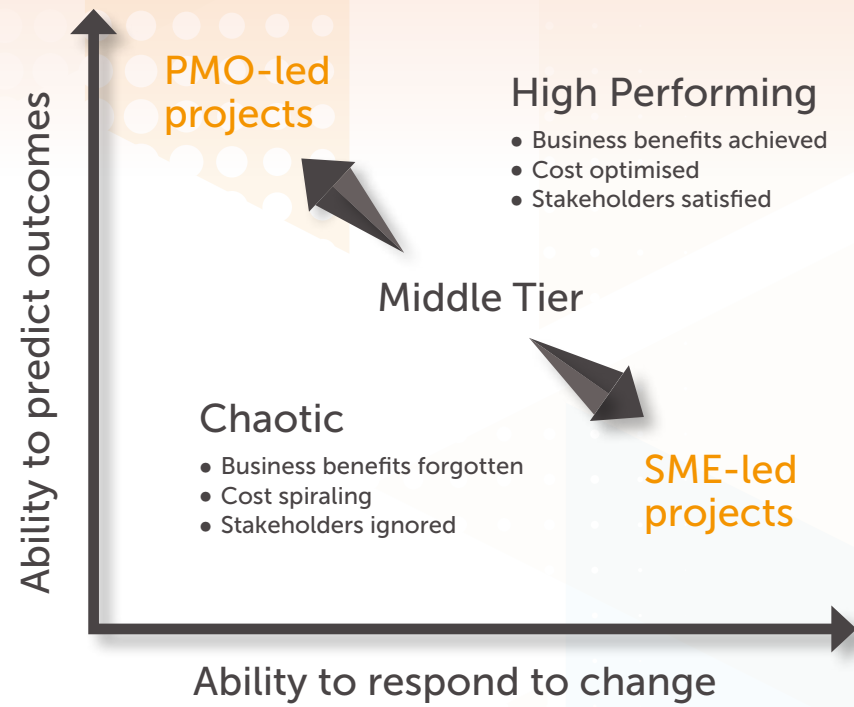 Ability to predict outcomes
PMO-led
projects
High Performing
● Business benefits achieved
● Cost optimised
● Stakeholders satisfied
Middle Tier
Chaotic
● Business benefits forgotten
● Cost spiraling
● Stakeholders ignored
SME-led
projects
Ability to respond to change